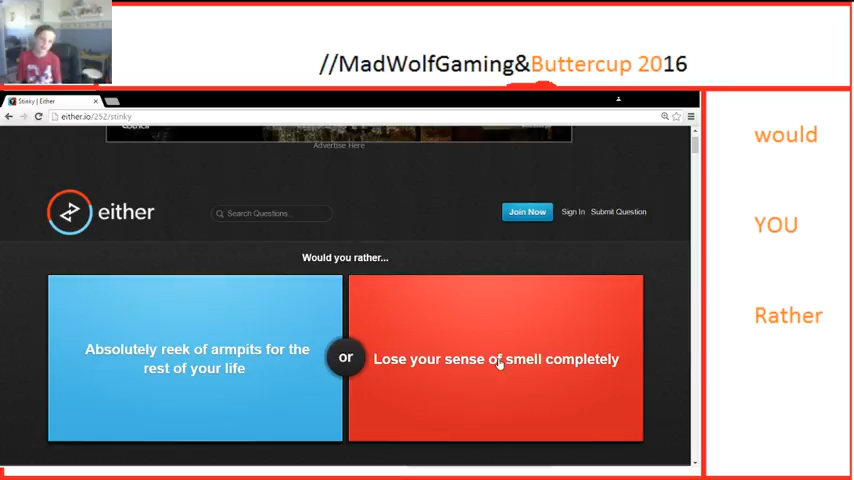 //MadWolfGaming&Buttercup 2016
Stinky | Either
either.io/252/stinky
Advertise Here
either
Search Questions...
Join Now
Sign In
Submit Question
would
YOU
Rather
Would you rather...
Absolutely reek of armpits for the
rest of your life
or
Lose your sense of smell completely